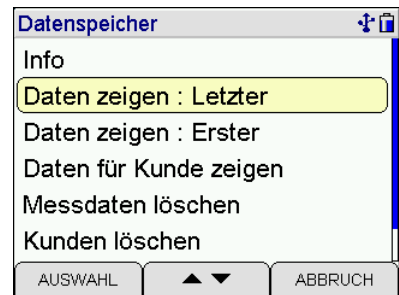 Datenspeicher
Info
Daten zeigen : Letzter
Daten zeigen : Erster
Daten für Kunde zeigen
Messdaten löschen
Kunden löschen
AUSWAHL ▲ ▼ ABBRUCH